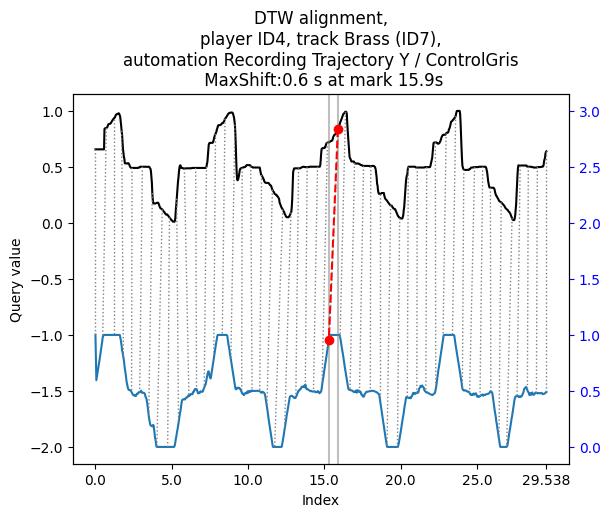 DTW alignment,
player ID4, track Brass (ID7),
automation Recording Trajectory Y / ControlGris
MaxShift:0.6 s at mark 15.9s
1.0
0.5
0.0
−0.5
−1.0
−1.5
−2.0
Query value
3.0
2.5
2.0
1.5
1.0
0.5
0.0
0.0 5.0 10.0 15.0 20.0 25.0 29.538
Index